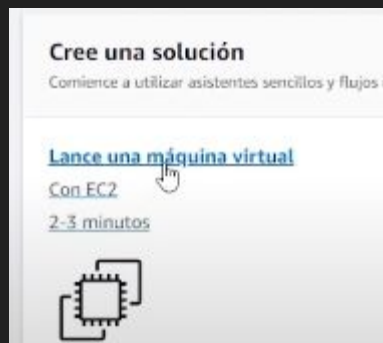 Cree una solución
Comience a utilizar asistentes sencillos y flujos
Lance una máquina virtual
Con EC2
2-3 minutos